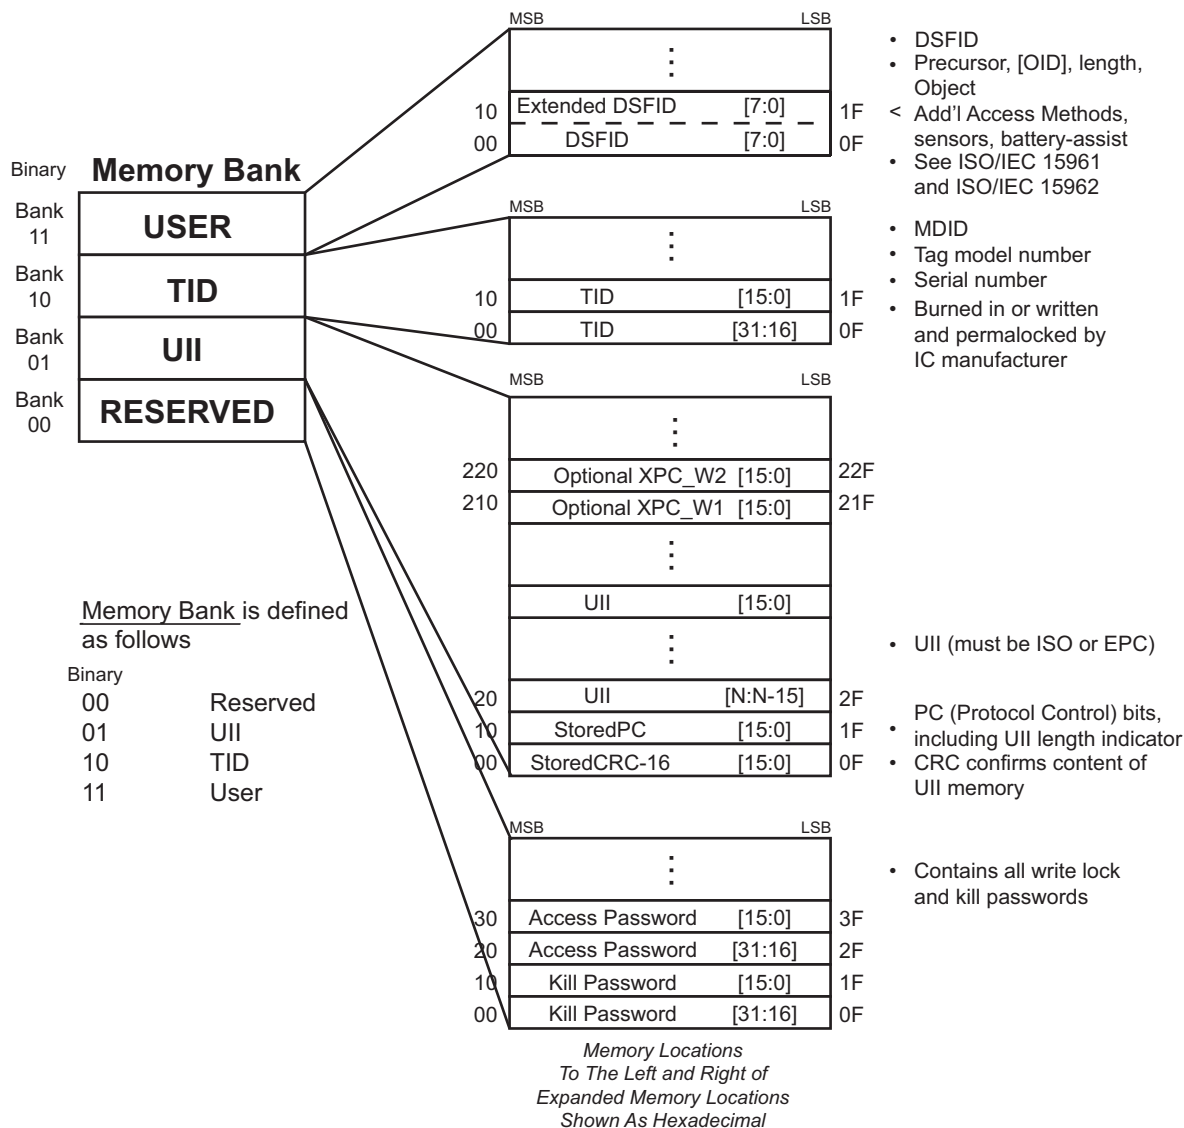 Binary Memory Bank
Bank 11 USER
Bank 10 TID
Bank 01 UII
Bank 00 RESERVED
Memory Bank is defined
as follows
Binary
00 Reserved
01 UII
10 TID
11 User
MSB LSB
⋮
10 Extended DSFID [7:0] 1F
00 DSFID [7:0] 0F
• DSFID
• Precursor, [OID], length,
Object
< Add'l Access Methods,
sensors, battery-assist
• See ISO/IEC 15961
and ISO/IEC 15962
MSB LSB
⋮
10 TID [15:0] 1F
00 TID [31:16] 0F
• MDID
• Tag model number
• Serial number
• Burned in or written
and permalocked by
IC manufacturer
MSB LSB
⋮
220 Optional XPC_W2 [15:0] 22F
210 Optional XPC_W1 [15:0] 21F
⋮
UII [15:0]
⋮
20 UII [N:N-15] 2F
10 StoredPC [15:0] 1F
00 StoredCRC-16 [15:0] 0F
• UII (must be ISO or EPC)
• PC (Protocol Control) bits,
including UII length indicator
• CRC confirms content of
UII memory
MSB LSB
⋮
30 Access Password [15:0] 3F
20 Access Password [31:16] 2F
10 Kill Password [15:0] 1F
00 Kill Password [31:16] 0F
• Contains all write lock
and kill passwords
Memory Locations
To The Left and Right of
Expanded Memory Locations
Shown As Hexadecimal